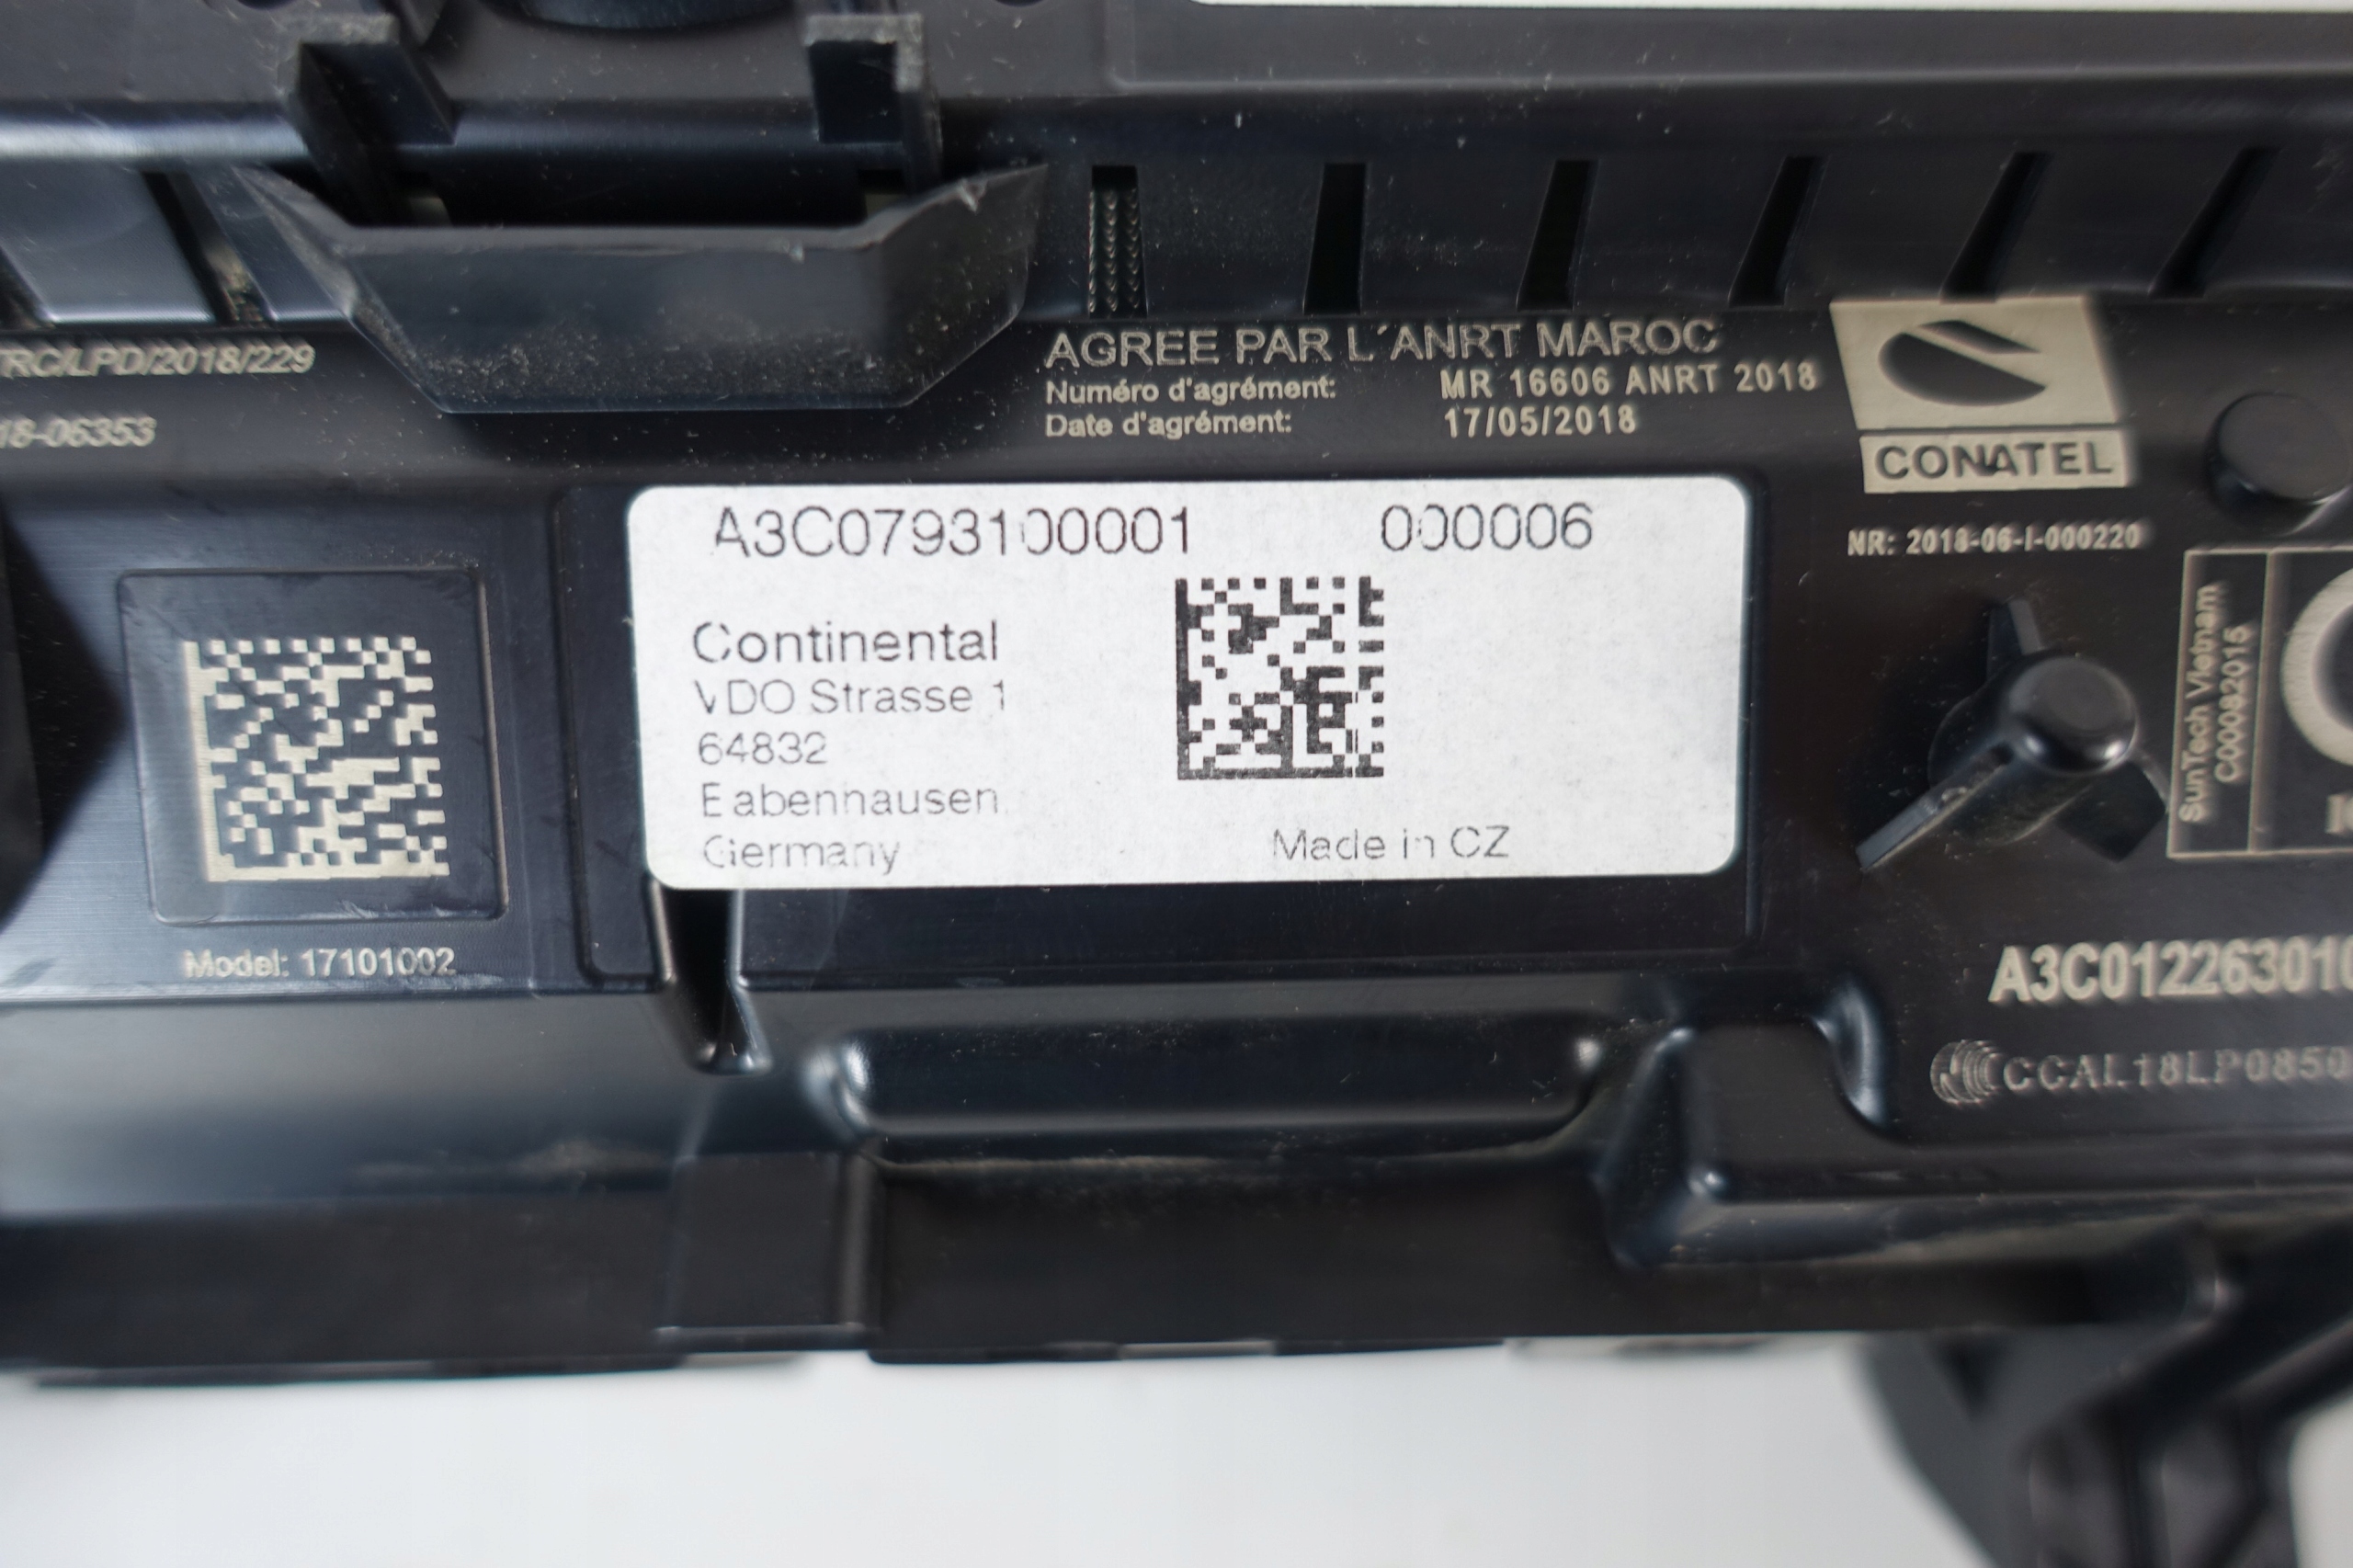 TRC/LPD/2018/229
18-06353
AGREE PAR L´ANRT MAROC
Numéro d'agrément: MR 16606 ANRT 2018
Date d'agrément: 17/05/2018
CONATEL
NR: 2018-06-I-000220
A3C0793100001 000006
Continental
VDO Strasse 1
64832
Babenhausen
Germany
Made in CZ
Model: 17101002
SunTech Vietnam
C00082015
A3C012263010
CCAL18LP0850